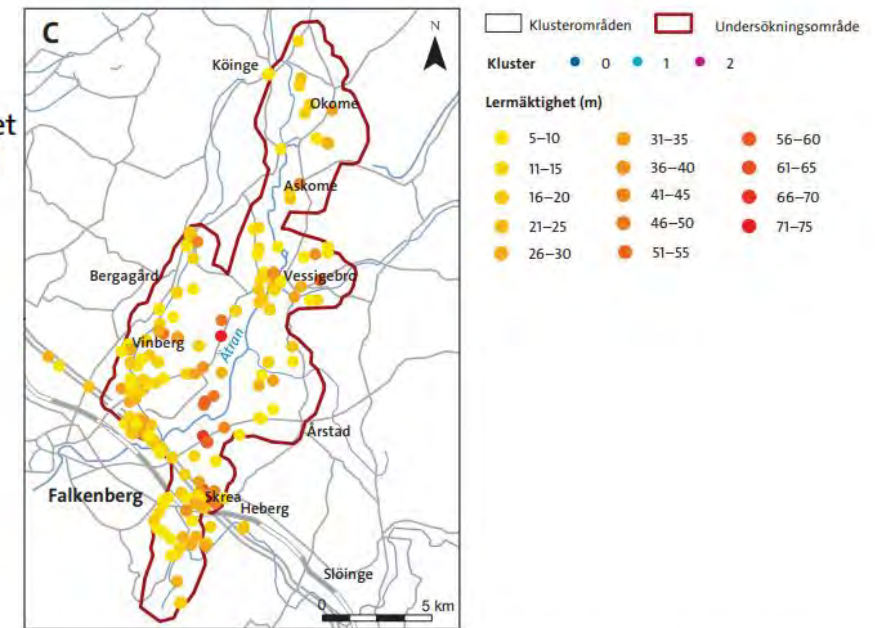 et
C
N
Köinge
Okome
Askome
Bergagård
Vessigebro
Ätran
Vinberg
Årstad
Falkenberg
Skrea
Heberg
Slöinge
0 5 km
Klusterområden Undersökningsområde
Kluster 0 1 2
Lermäktighet (m)
5–10 31–35 56–60
11–15 36–40 61–65
16–20 41–45 66–70
21–25 46–50 71–75
26–30 51–55